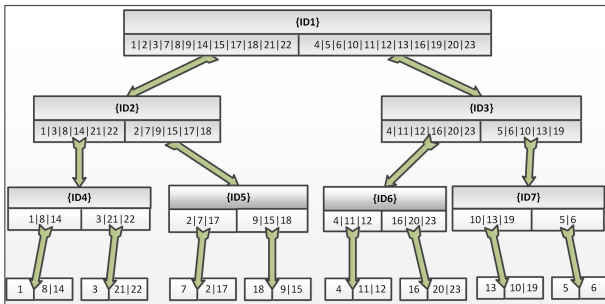 {ID1}
1|2|3|7|8|9|14|15|17|18|21|22 4|5|6|10|11|12|13|16|19|20|23
{ID2} {ID3}
1|3|8|14|21|22 2|7|9|15|17|18 4|11|12|16|20|23 5|6|10|13|19
{ID4} {ID5} {ID6} {ID7}
1|8|14 3|21|22 2|7|17 9|15|18 4|11|12 16|20|23 10|13|19 5|6
1 8|14 3 21|22 7 2|17 18 9|15 4 11|12 16 20|23 13 10|19 5 6